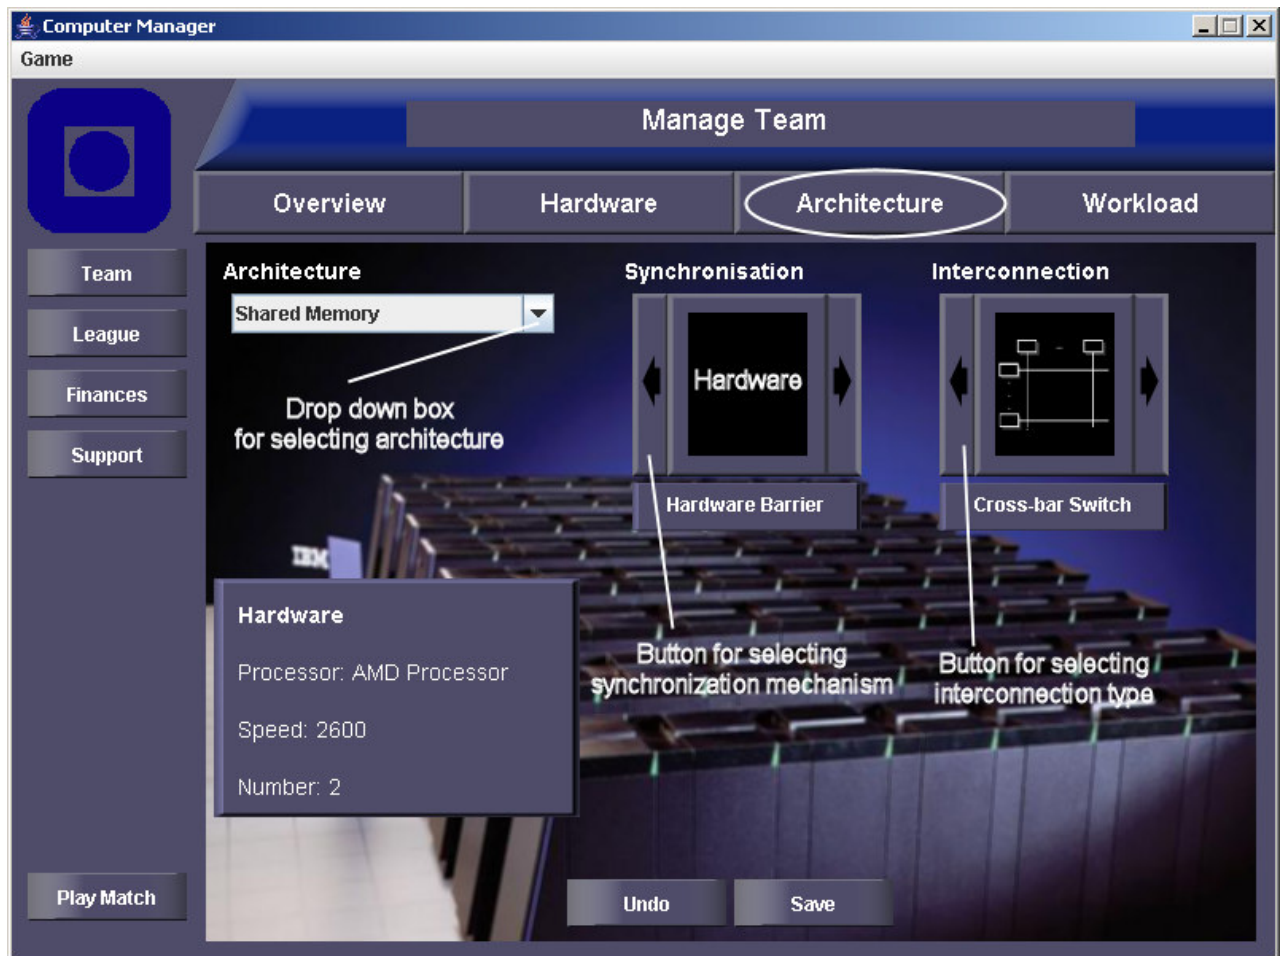 Computer Manager
Game
Manage Team
Overview
Hardware
Architecture
Workload
Team
League
Finances
Support
Play Match
Architecture
Shared Memory
Drop down box
for selecting architecture
Synchronisation
Hardware
Hardware Barrier
Button for selecting
synchronization mechanism
Interconnection
Cross-bar Switch
Button for selecting
interconnection type
IBM
Hardware
Processor: AMD Processor
Speed: 2600
Number: 2
Undo
Save